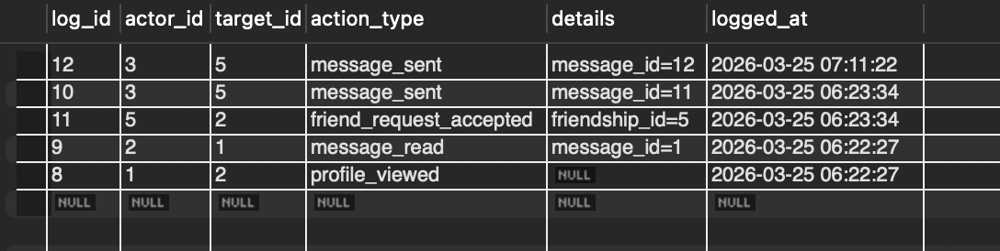 log_id actor_id target_id action_type details logged_at
12 3 5 message_sent message_id=12 2026-03-25 07:11:22
10 3 5 message_sent message_id=11 2026-03-25 06:23:34
11 5 2 friend_request_accepted friendship_id=5 2026-03-25 06:23:34
9 2 1 message_read message_id=1 2026-03-25 06:22:27
8 1 2 profile_viewed NULL 2026-03-25 06:22:27
NULL NULL NULL NULL NULL NULL